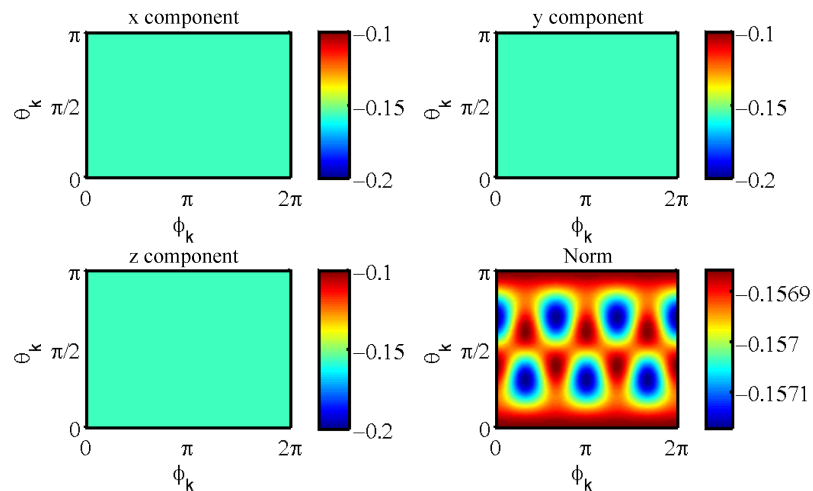 x component
π
θk π/2
0
0 π 2π
ϕk
−0.1
−0.15
−0.2
y component
π
θk π/2
0
0 π 2π
ϕk
−0.1
−0.15
−0.2
z component
π
θk π/2
0
0 π 2π
ϕk
−0.1
−0.15
−0.2
Norm
π
θk π/2
0
0 π 2π
ϕk
−0.1569
−0.157
−0.1571